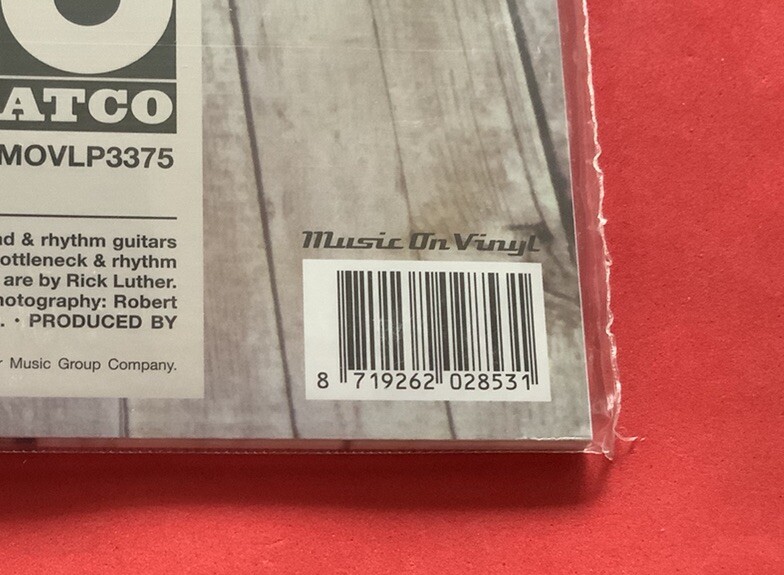 ATCO
MOVLP3375
& rhythm guitars
ottleneck & rhythm
are by Rick Luther.
hotography: Robert
. · PRODUCED BY
Music Group Company.
Music On Vinyl
8 719262 028531